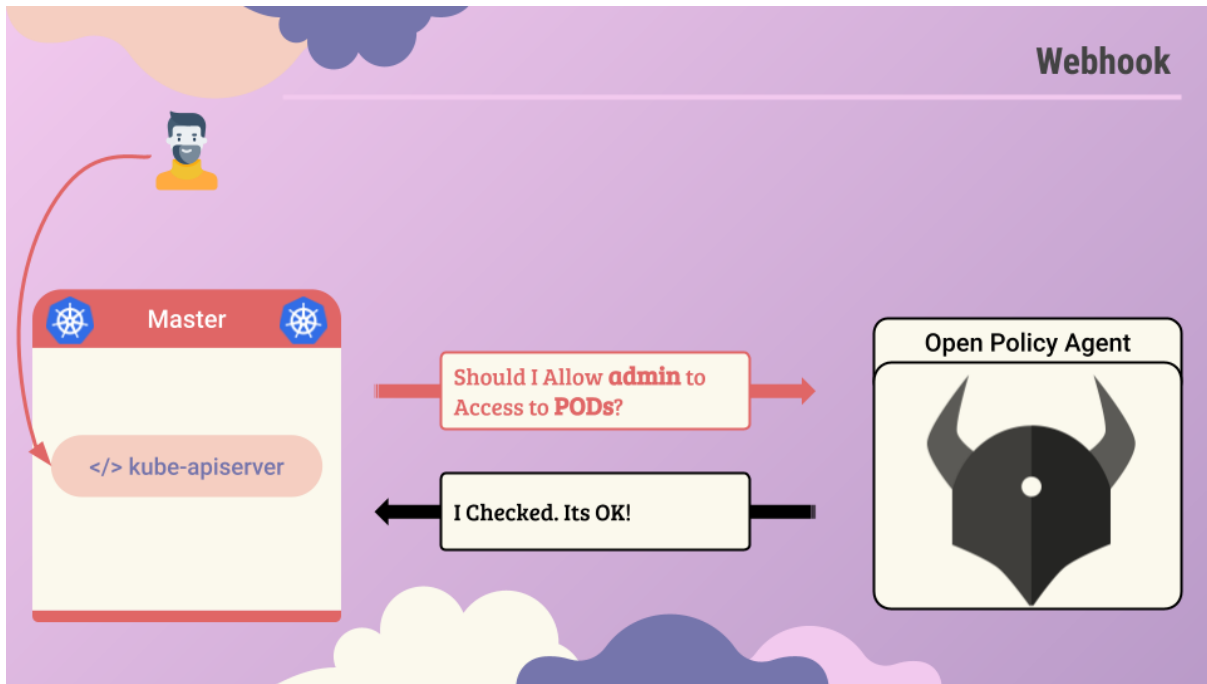 Webhook
Master
</> kube-apiserver
Should I Allow admin to
Access to PODs?
I Checked. Its OK!
Open Policy Agent